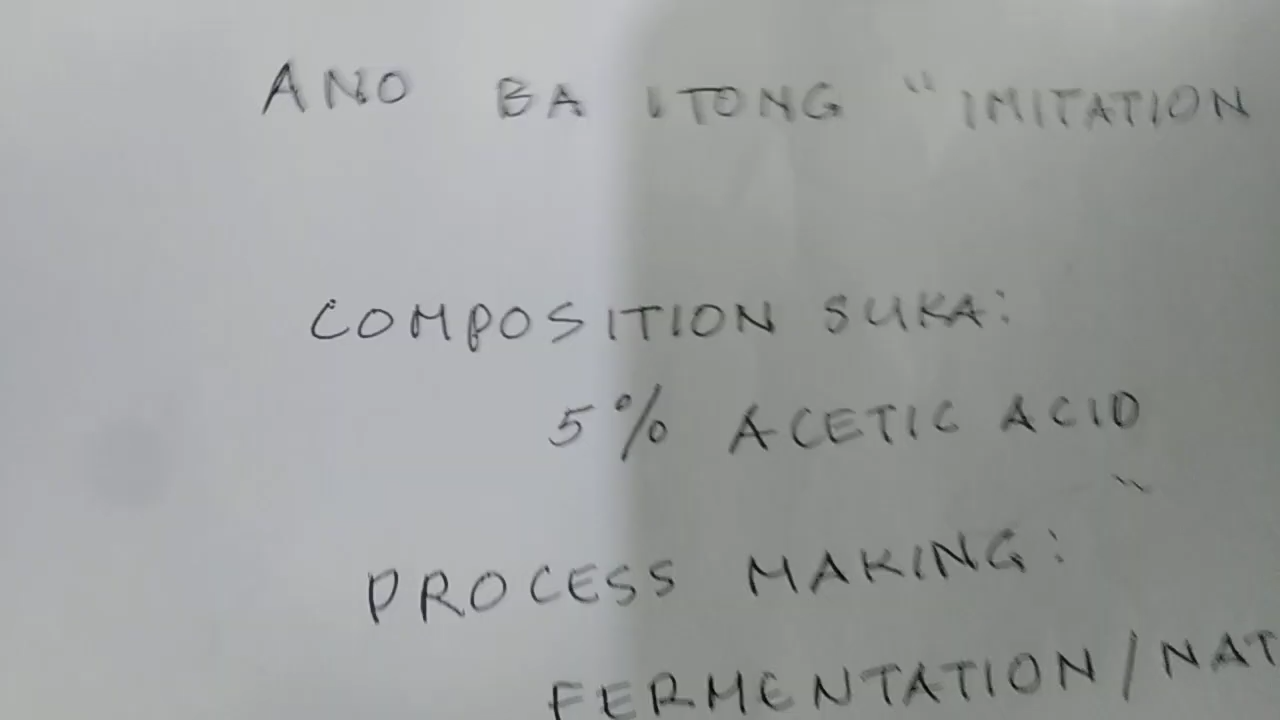 ANO BA ITONG "IMITATION
COMPOSITION SUKA:
5% ACETIC ACID
"
PROCESS MAKING:
FERMENTATION/NAT